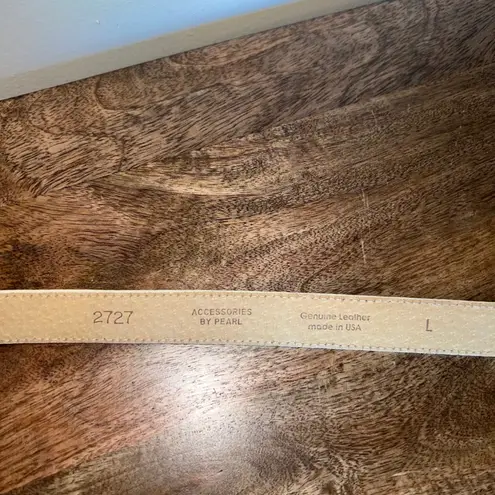 2727
ACCESSORIES
BY PEARL
Genuine Leather
made in USA
L